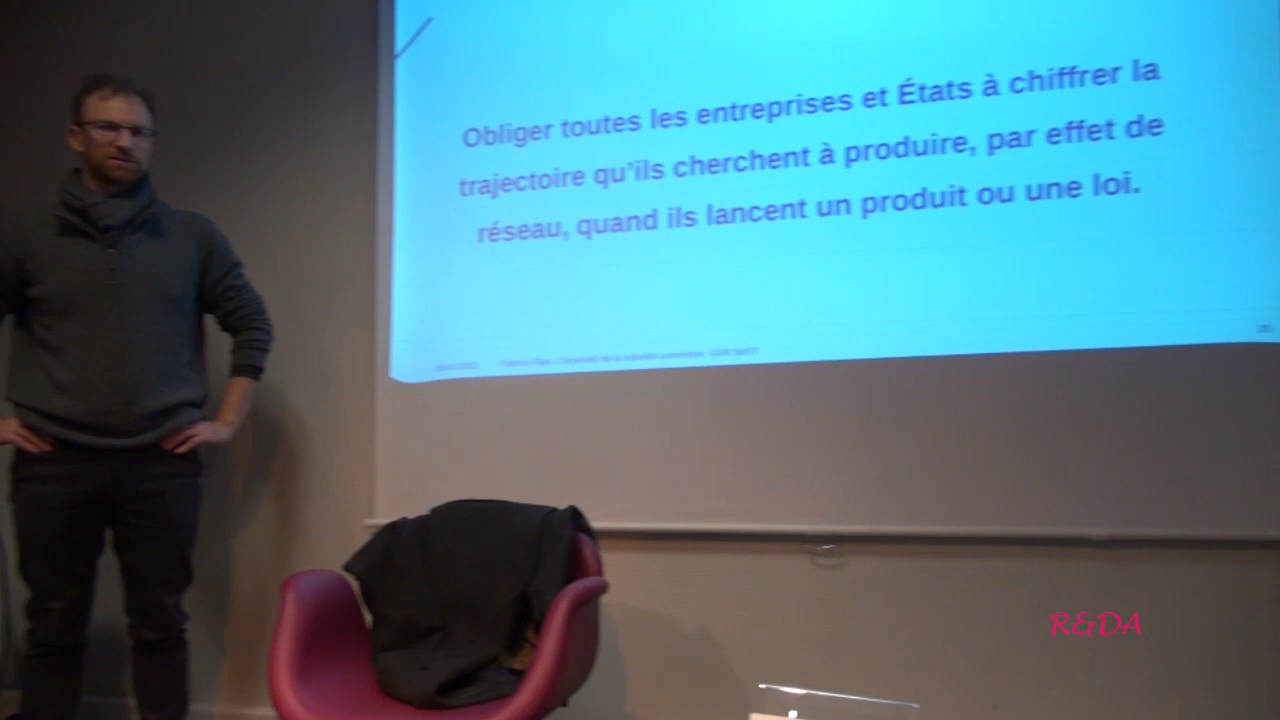 Obliger toutes les entreprises et États à chiffrer la
trajectoire qu'ils cherchent à produire, par effet de
réseau, quand ils lancent un produit ou une loi.
R&DA